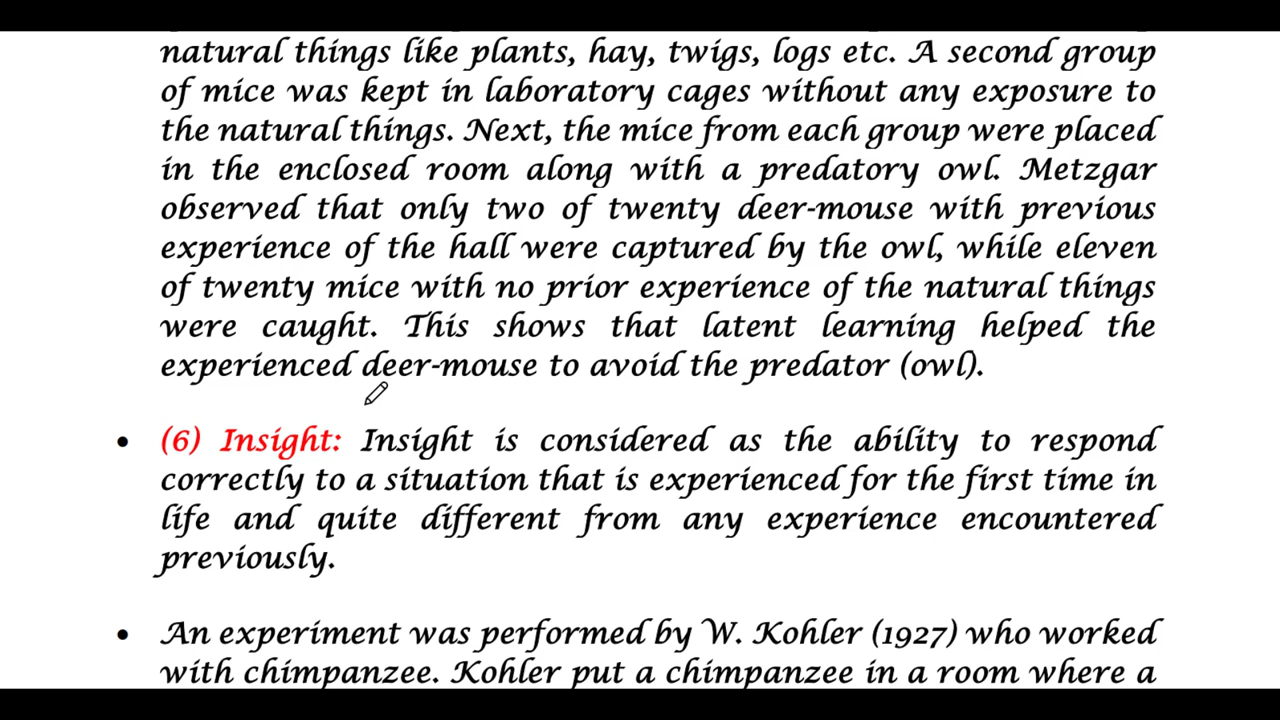 natural things like plants, hay, twigs, logs etc. A second group
of mice was kept in laboratory cages without any exposure to
the natural things. Next, the mice from each group were placed
in the enclosed room along with a predatory owl. Metzgar
observed that only two of twenty deer-mouse with previous
experience of the hall were captured by the owl, while eleven
of twenty mice with no prior experience of the natural things
were caught. This shows that latent learning helped the
experienced deer-mouse to avoid the predator (owl).
• (6) Insight: Insight is considered as the ability to respond
correctly to a situation that is experienced for the first time in
life and quite different from any experience encountered
previously.
• An experiment was performed by W. Kohler (1927) who worked
with chimpanzee. Kohler put a chimpanzee in a room where a